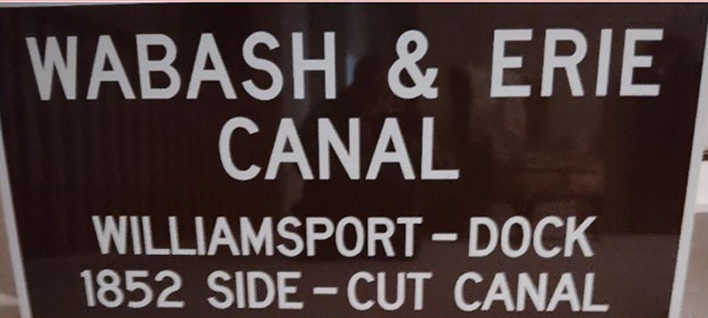 WABASH & ERIE
CANAL
WILLIAMSPORT - DOCK
1852 SIDE - CUT CANAL